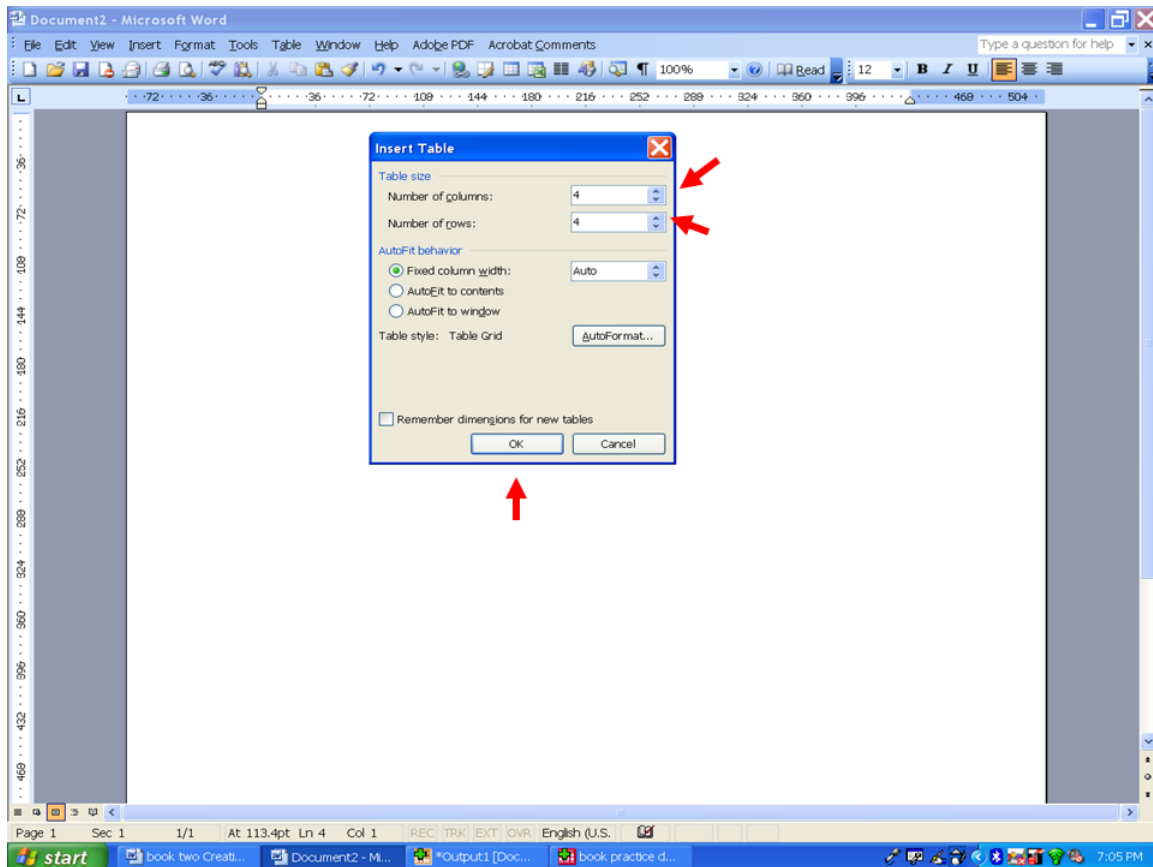 Document2 - Microsoft Word
File Edit View Insert Format Tools Table Window Help Adobe PDF Acrobat Comments Type a question for help
100% Read 12 B I U
72 36 36 72 108 144 180 216 252 288 324 360 396 468 504
Insert Table
Table size
Number of columns: 4
Number of rows: 4
AutoFit behavior
Fixed column width: Auto
AutoFit to contents
AutoFit to window
Table style: Table Grid AutoFormat...
Remember dimensions for new tables
OK Cancel
36
72
108
144
180
216
252
288
324
360
396
432
468
Page 1 Sec 1 1/1 At 113.4pt Ln 4 Col 1 REC TRK EXT OVR English (U.S.
start book two Creati... Document2 - Mi... *Output1 [Doc... book practice d... 7:05 PM